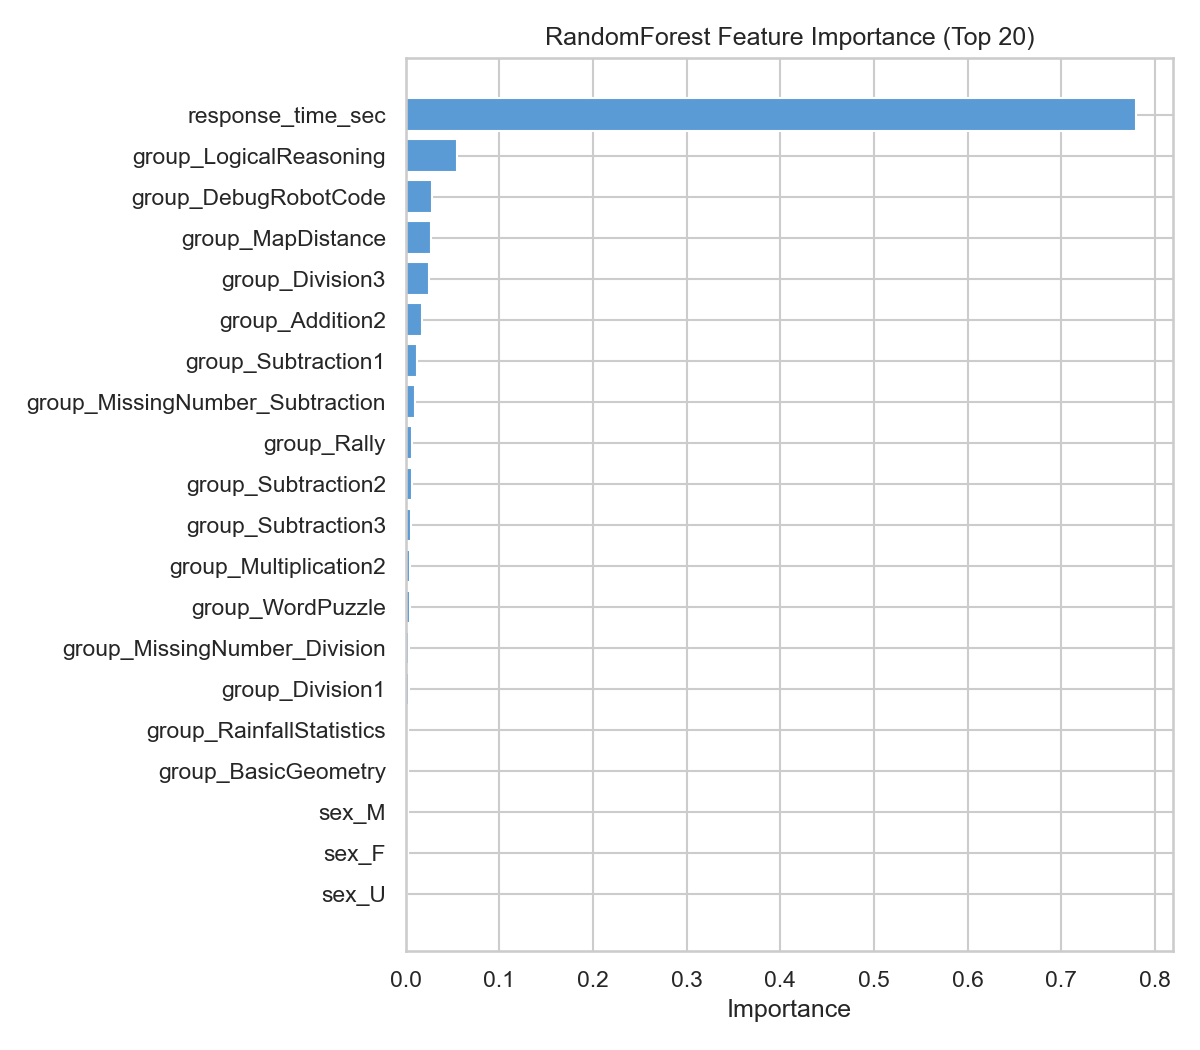 RandomForest Feature Importance (Top 20)
response_time_sec
group_LogicalReasoning
group_DebugRobotCode
group_MapDistance
group_Division3
group_Addition2
group_Subtraction1
group_MissingNumber_Subtraction
group_Rally
group_Subtraction2
group_Subtraction3
group_Multiplication2
group_WordPuzzle
group_MissingNumber_Division
group_Division1
group_RainfallStatistics
group_BasicGeometry
sex_M
sex_F
sex_U
0.0 0.1 0.2 0.3 0.4 0.5 0.6 0.7 0.8
Importance